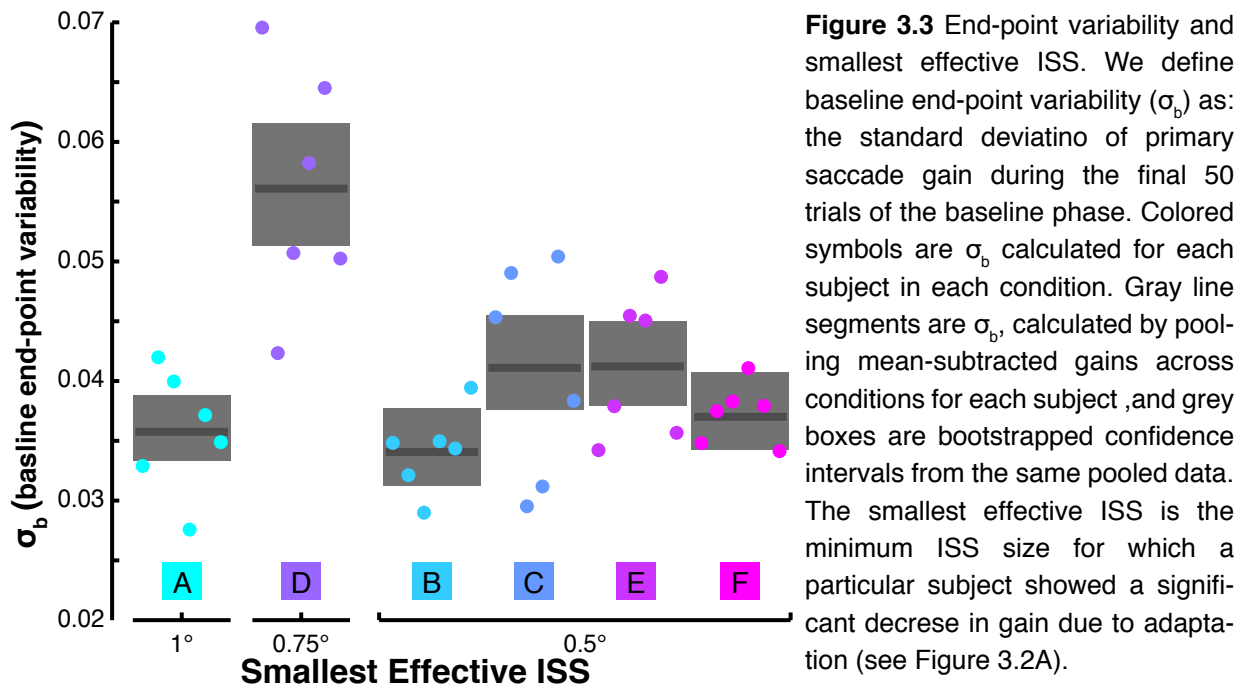 0.07
0.06
0.05
0.04
0.03
0.02
σb (basline end-point variability)
A
D
B
C
E
F
1°
0.75°
0.5°
Smallest Effective ISS
Figure 3.3 End-point variability and
smallest effective ISS. We define
baseline end-point variability (σb) as:
the standard deviatino of primary
saccade gain during the final 50
trials of the baseline phase. Colored
symbols are σb calculated for each
subject in each condition. Gray line
segments are σb, calculated by pool-
ing mean-subtracted gains across
conditions for each subject ,and grey
boxes are bootstrapped confidence
intervals from the same pooled data.
The smallest effective ISS is the
minimum ISS size for which a
particular subject showed a signifi-
cant decrese in gain due to adapta-
tion (see Figure 3.2A).